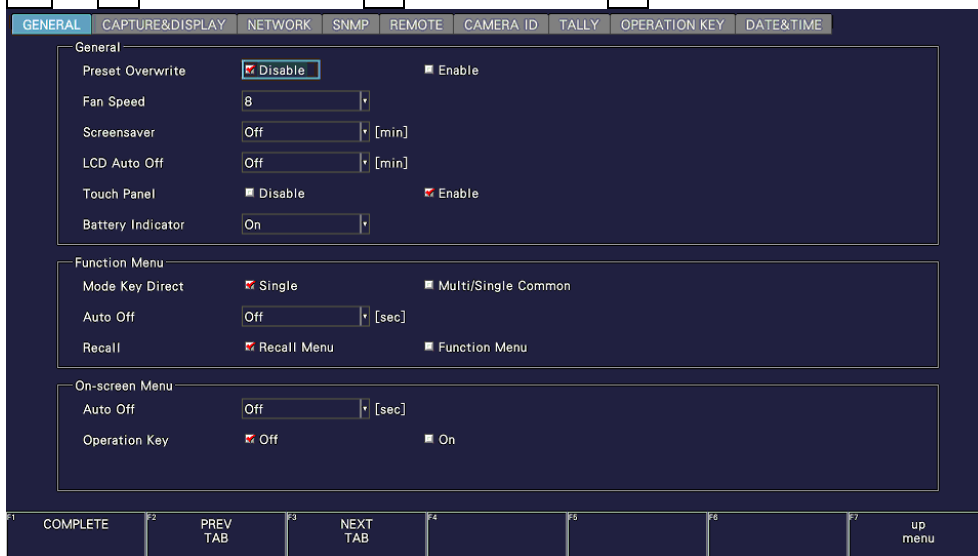 GENERAL CAPTURE&DISPLAY NETWORK SNMP REMOTE CAMERA ID TALLY OPERATION KEY DATE&TIME
General
Preset Overwrite Disable Enable
Fan Speed 8
Screensaver Off [min]
LCD Auto Off Off [min]
Touch Panel Disable Enable
Battery Indicator On
Function Menu
Mode Key Direct Single Multi/Single Common
Auto Off Off [sec]
Recall Recall Menu Function Menu
On-screen Menu
Auto Off Off [sec]
Operation Key Off On
F1 COMPLETE F2 PREV TAB F3 NEXT TAB F4 F5 F6 F7 up menu